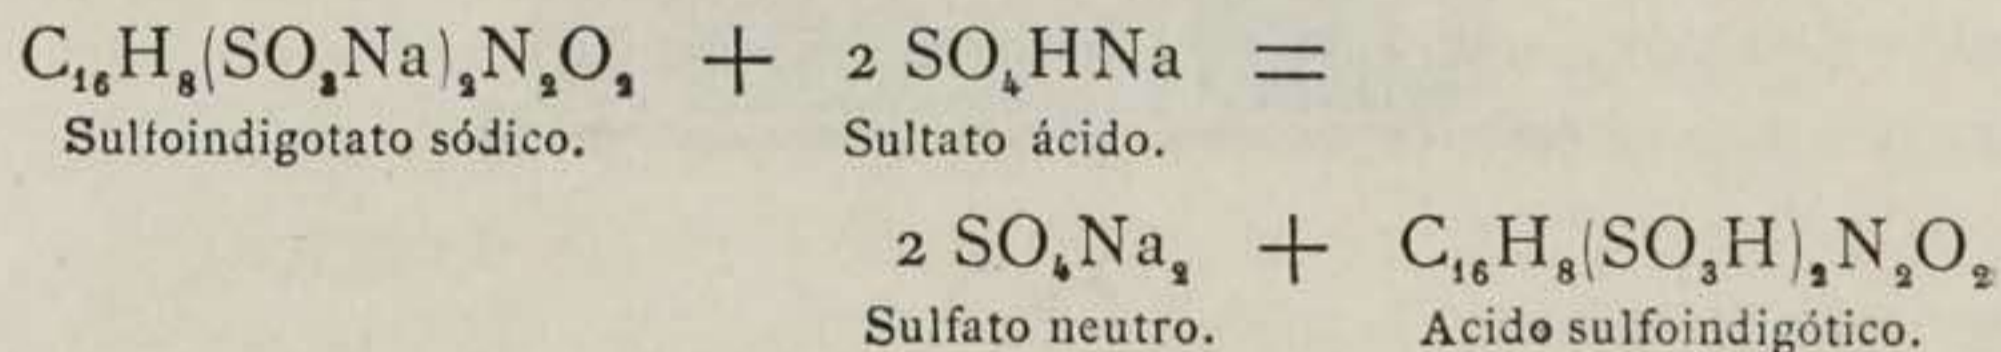 C₁₆H₈(SO₃Na)₂N₂O₂ + 2 SO₄HNa =
Sulfoindigotato sódico. Sultato ácido.
2 SO₄Na₂ + C₁₆H₈(SO₃H)₂N₂O₂
Sulfato neutro. Acido sulfoindigótico.